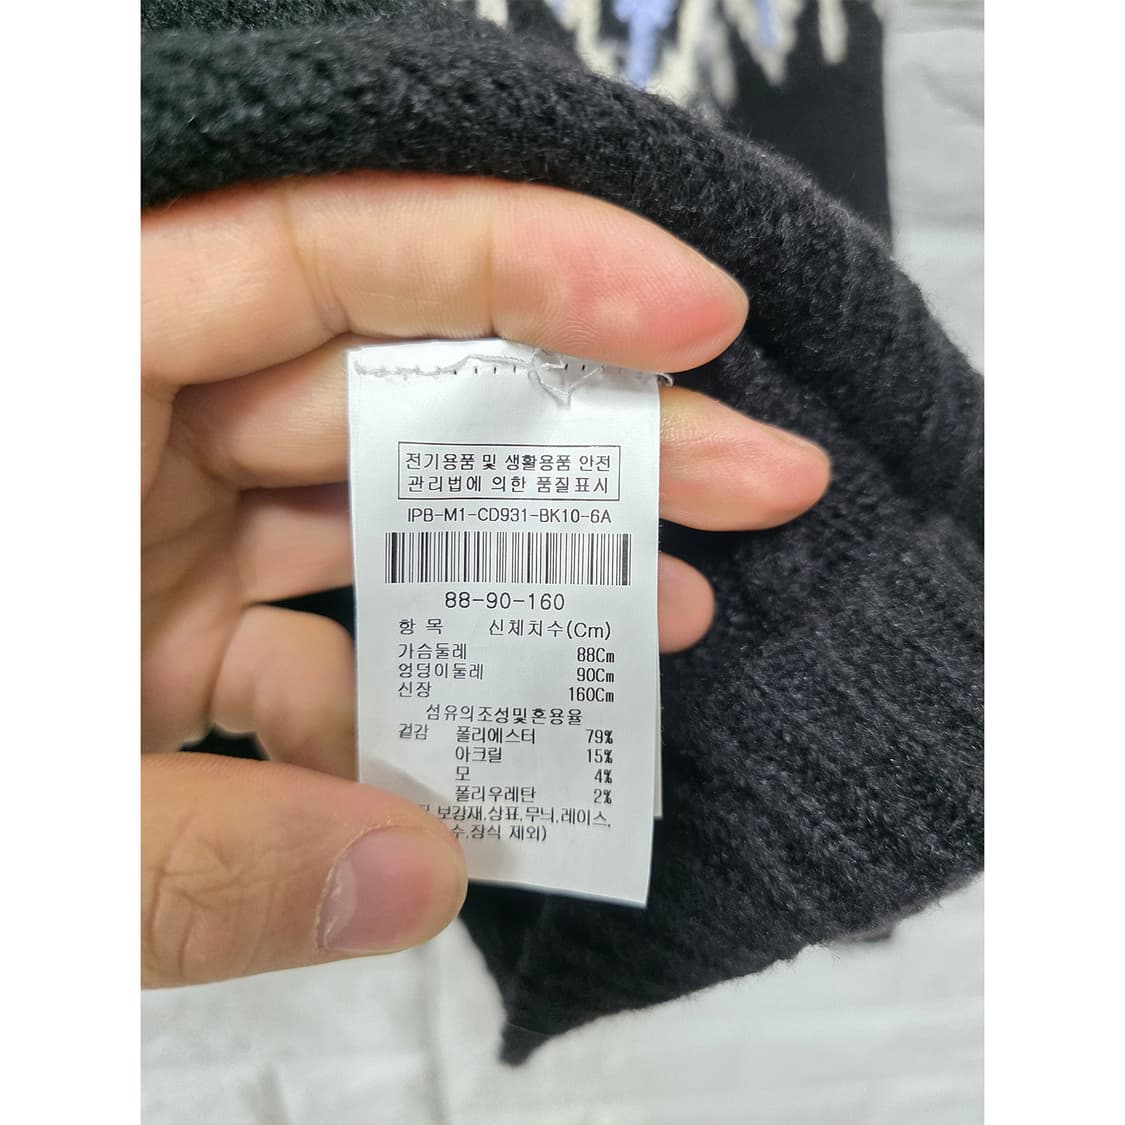 전기용품 및 생활용품 안전
관리법에 의한 품질표시
IPB-M1-CD931-BK10-6A
88-90-160
항 목 신체치수(Cm)
가슴둘레 88Cm
엉덩이둘레 90Cm
신장 160Cm
섬유의조성및혼용율
겉감 폴리에스터 79%
아크릴 15%
모 4%
폴리우레탄 2%
보강재,상표,무늬,레이스,
수,장식 제외)